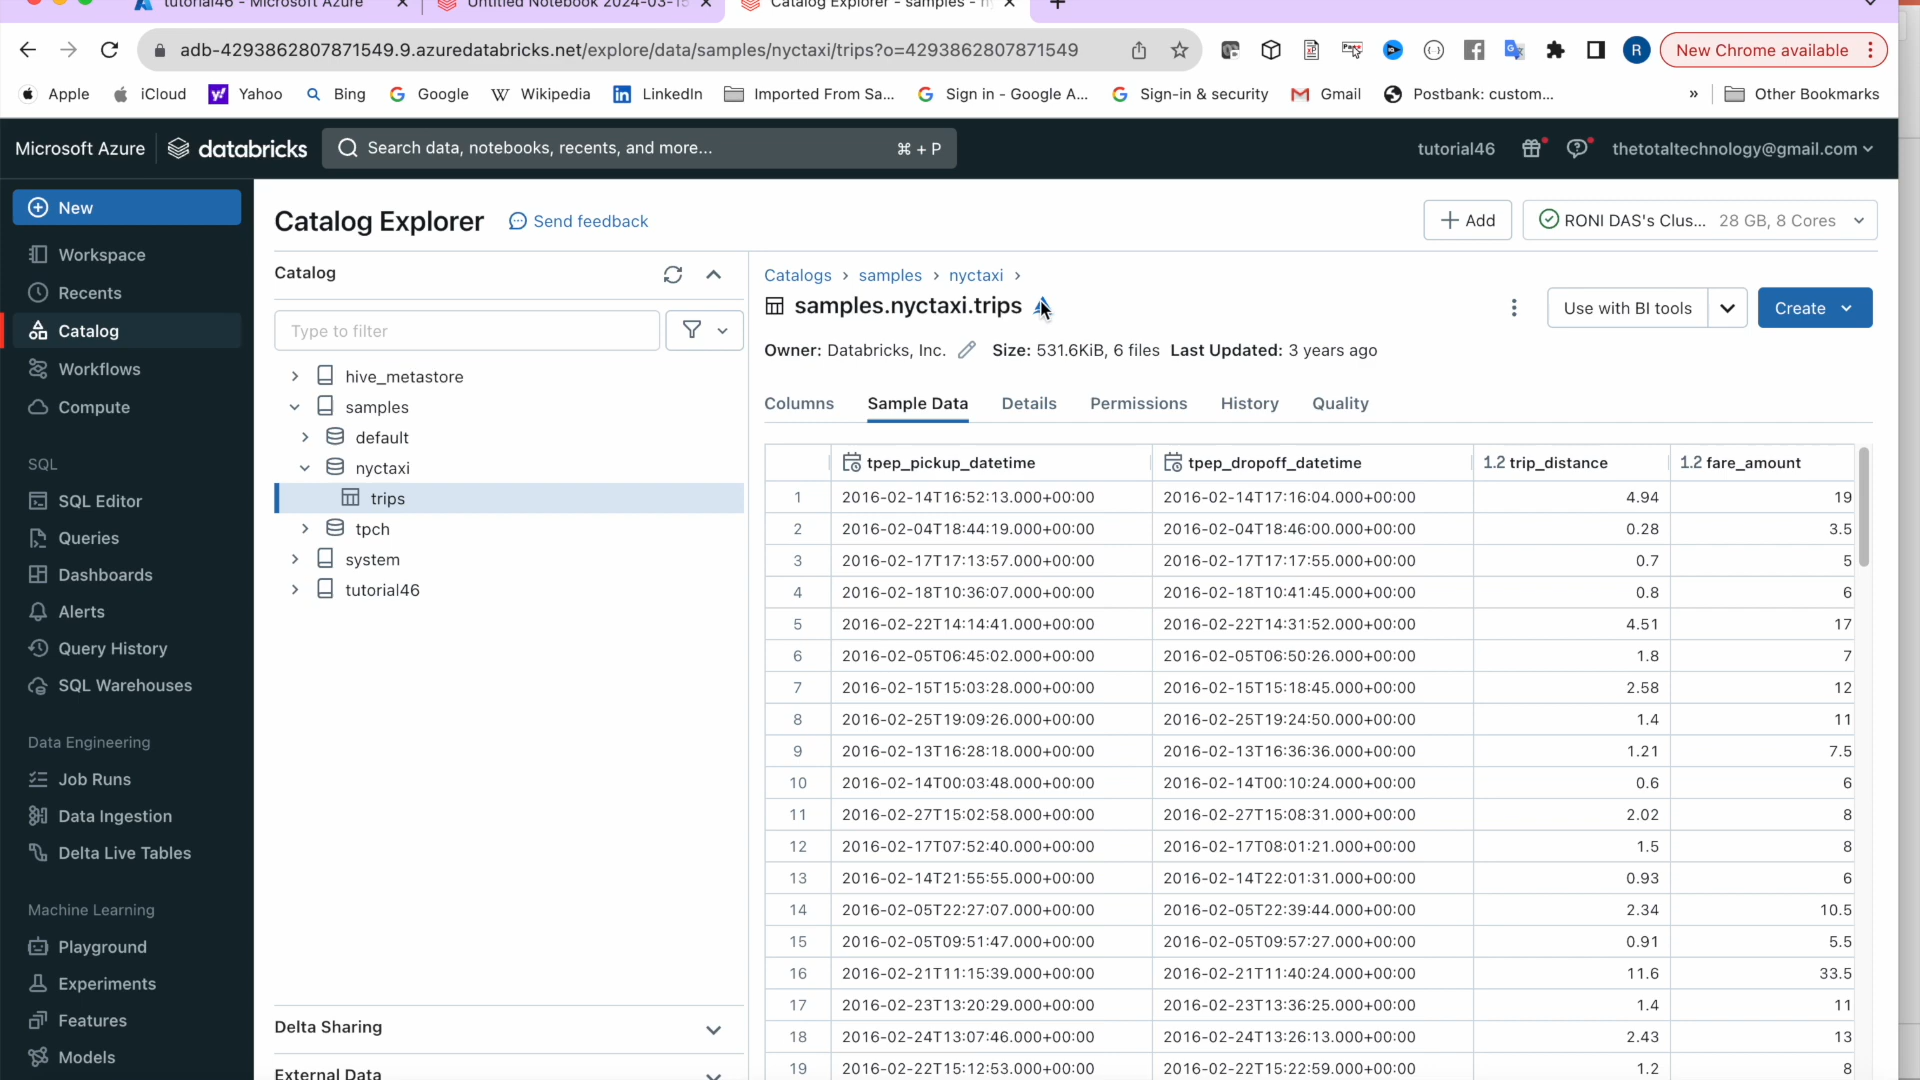 tutorial46 - Microsoft Azure
Untitled Notebook 2024-03-15
Catalog Explorer - samples - n
adb-4293862807871549.9.azuredatabricks.net/explore/data/samples/nyctaxi/trips?o=4293862807871549
R
New Chrome available
Apple
iCloud
Yahoo
Bing
Google
Wikipedia
LinkedIn
Imported From Sa...
Sign in - Google A...
Sign-in & security
Gmail
Postbank: custom...
»
Other Bookmarks
Microsoft Azure
databricks
Search data, notebooks, recents, and more...
⌘ + P
tutorial46
thetotaltechnology@gmail.com
New
Workspace
Recents
Catalog
Workflows
Compute
SQL
SQL Editor
Queries
Dashboards
Alerts
Query History
SQL Warehouses
Data Engineering
Job Runs
Data Ingestion
Delta Live Tables
Machine Learning
Playground
Experiments
Features
Models
Catalog Explorer
Send feedback
+ Add
RONI DAS's Clus... 28 GB, 8 Cores
Catalog
Type to filter
hive_metastore
samples
default
nyctaxi
trips
tpch
system
tutorial46
Delta Sharing
External Data
Catalogs > samples > nyctaxi >
samples.nyctaxi.trips
Use with BI tools
Create
Owner: Databricks, Inc. Size: 531.6KiB, 6 files Last Updated: 3 years ago
Columns Sample Data Details Permissions History Quality
tpep_pickup_datetime tpep_dropoff_datetime 1.2 trip_distance 1.2 fare_amount
1 2016-02-14T16:52:13.000+00:00 2016-02-14T17:16:04.000+00:00 4.94 19
2 2016-02-04T18:44:19.000+00:00 2016-02-04T18:46:00.000+00:00 0.28 3.5
3 2016-02-17T17:13:57.000+00:00 2016-02-17T17:17:55.000+00:00 0.7 5
4 2016-02-18T10:36:07.000+00:00 2016-02-18T10:41:45.000+00:00 0.8 6
5 2016-02-22T14:14:41.000+00:00 2016-02-22T14:31:52.000+00:00 4.51 17
6 2016-02-05T06:45:02.000+00:00 2016-02-05T06:50:26.000+00:00 1.8 7
7 2016-02-15T15:03:28.000+00:00 2016-02-15T15:18:45.000+00:00 2.58 12
8 2016-02-25T19:09:26.000+00:00 2016-02-25T19:24:50.000+00:00 1.4 11
9 2016-02-13T16:28:18.000+00:00 2016-02-13T16:36:36.000+00:00 1.21 7.5
10 2016-02-14T00:03:48.000+00:00 2016-02-14T00:10:24.000+00:00 0.6 6
11 2016-02-27T15:02:58.000+00:00 2016-02-27T15:08:31.000+00:00 2.02 8
12 2016-02-17T07:52:40.000+00:00 2016-02-17T08:01:21.000+00:00 1.5 8
13 2016-02-14T21:55:55.000+00:00 2016-02-14T22:01:31.000+00:00 0.93 6
14 2016-02-05T22:27:07.000+00:00 2016-02-05T22:39:44.000+00:00 2.34 10.5
15 2016-02-05T09:51:47.000+00:00 2016-02-05T09:57:27.000+00:00 0.91 5.5
16 2016-02-21T11:15:39.000+00:00 2016-02-21T11:40:24.000+00:00 11.6 33.5
17 2016-02-23T13:20:29.000+00:00 2016-02-23T13:36:25.000+00:00 1.4 11
18 2016-02-24T13:07:46.000+00:00 2016-02-24T13:26:13.000+00:00 2.43 13
19 2016-02-22T15:12:53.000+00:00 2016-02-22T15:22:59.000+00:00 1.2 8